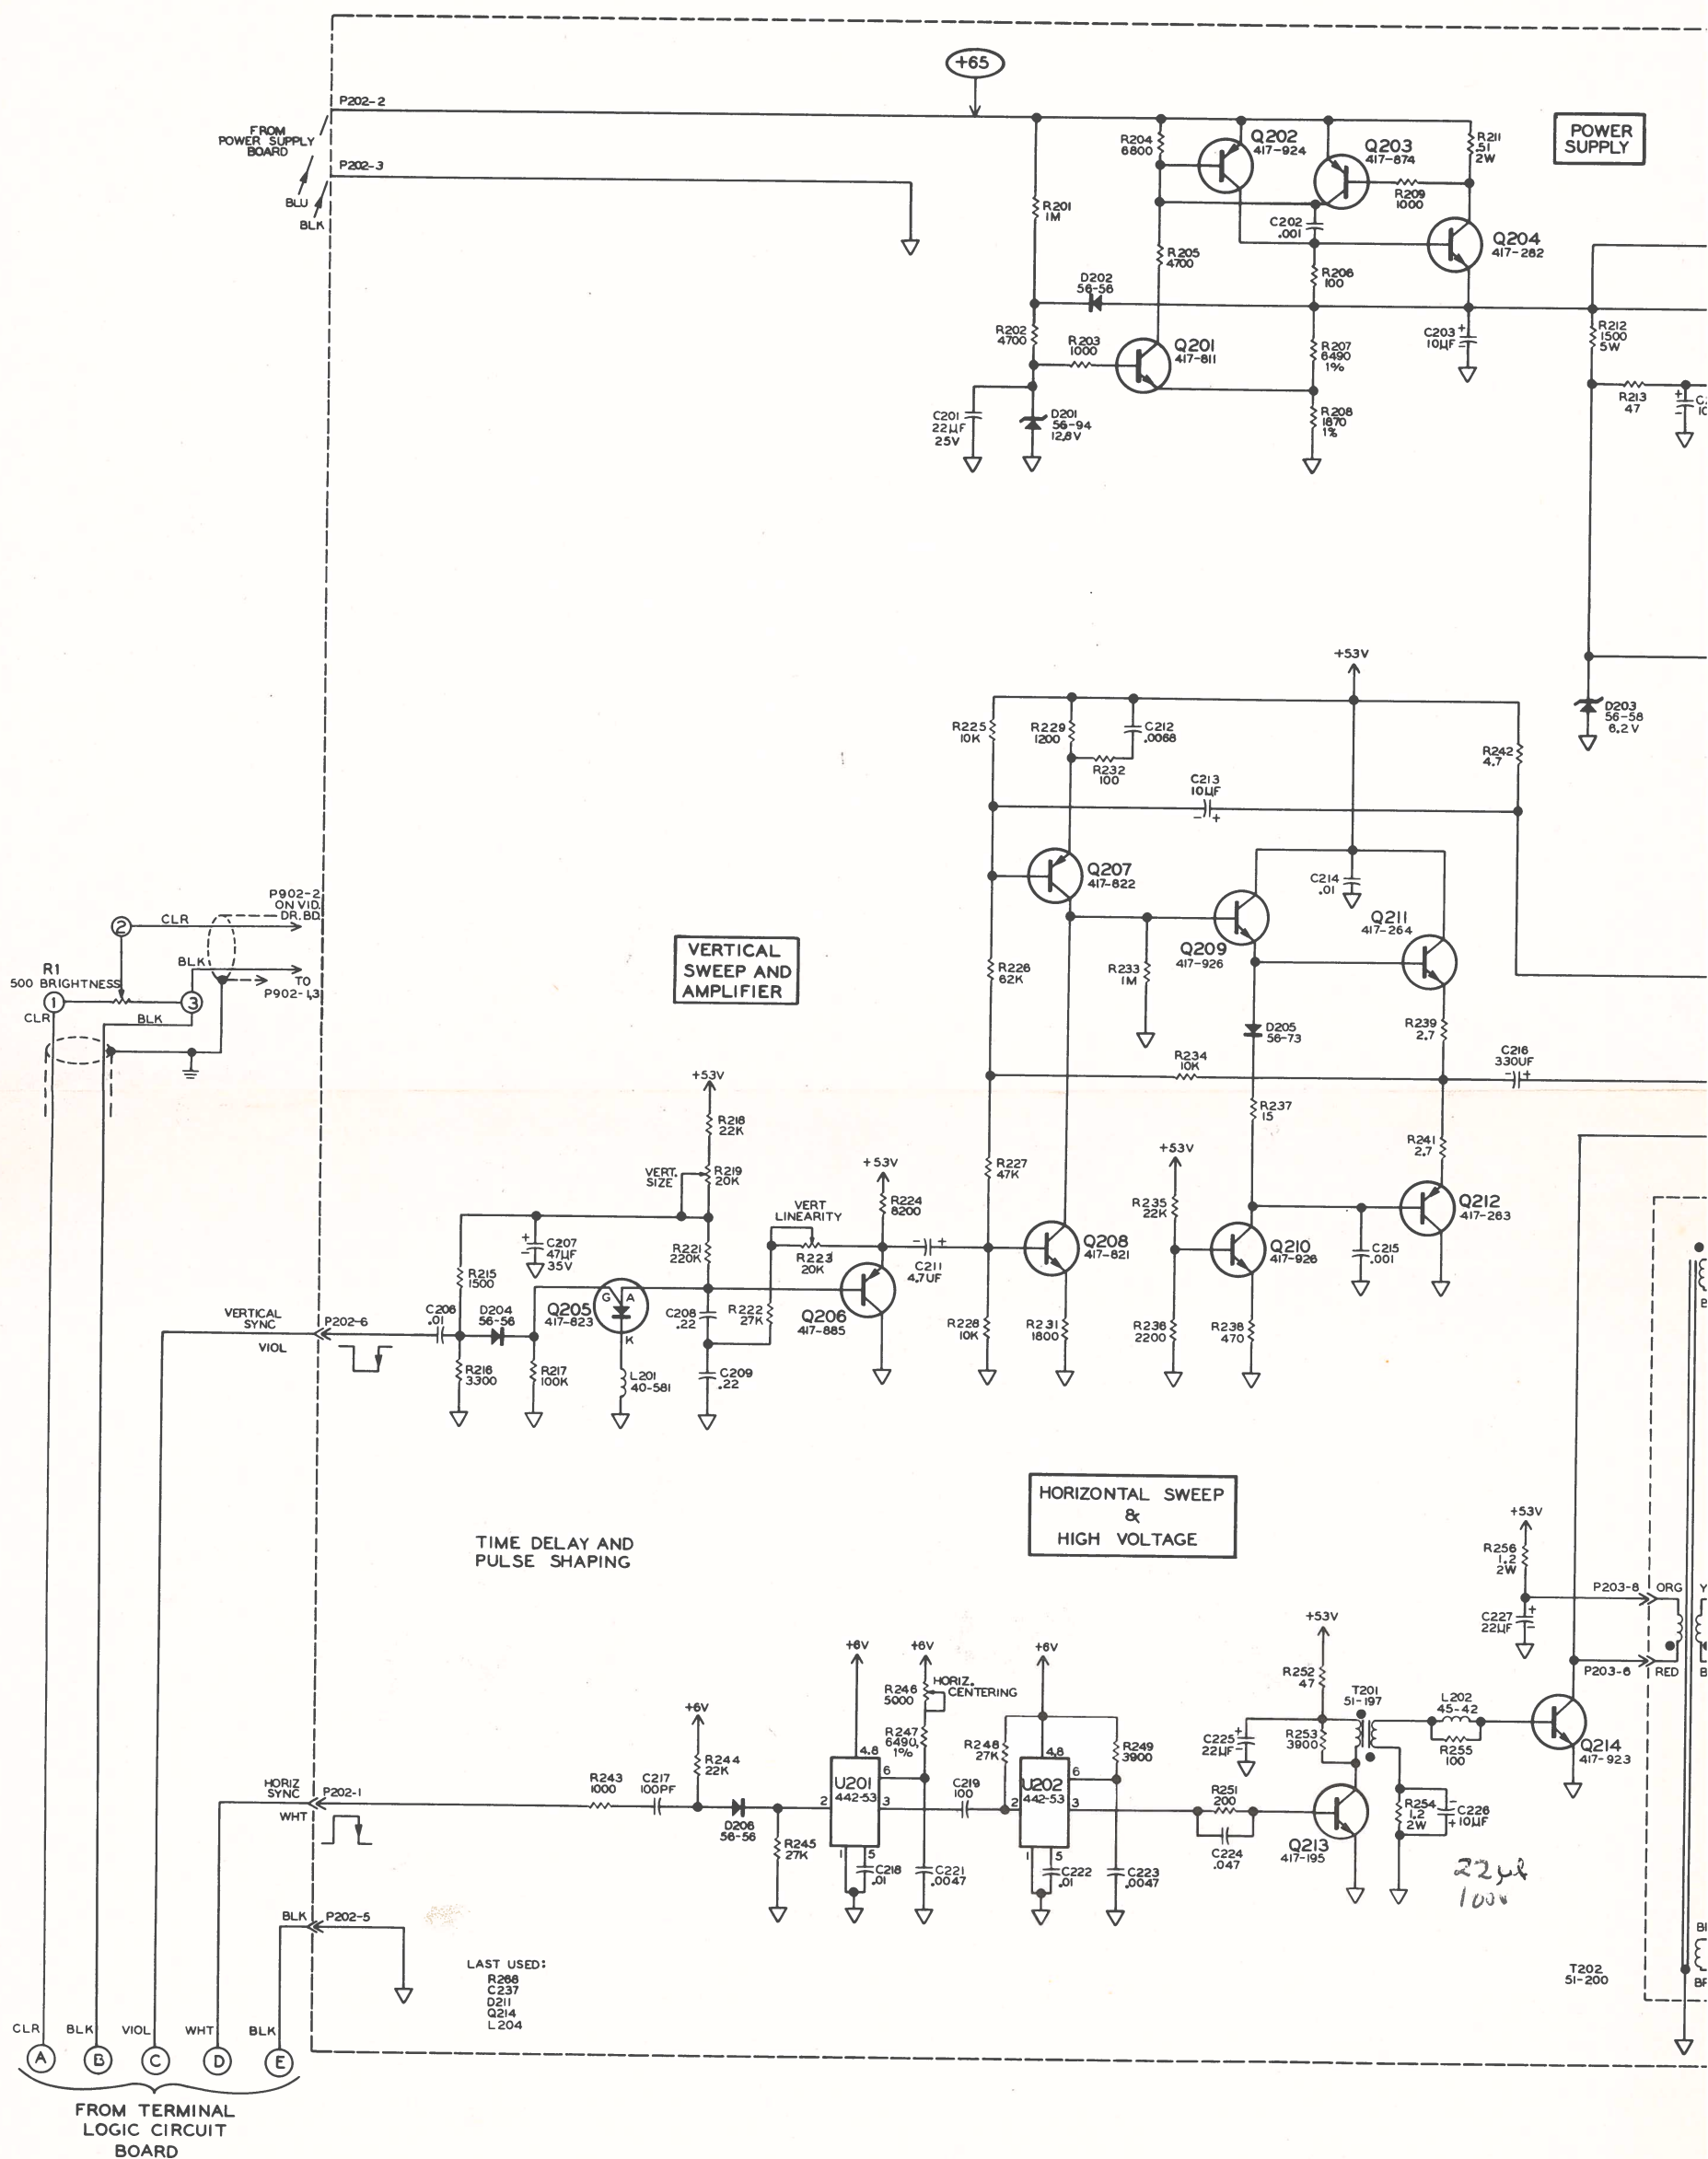 +65
P202-2
FROM
POWER SUPPLY
BOARD
P202-3
BLU
BLK
R204
6800
Q202
417-924
Q203
417-874
R211
.51
2W
POWER
SUPPLY
R201
1M
R209
1000
C202
.001
Q204
417-282
R205
4700
R206
100
D202
56-56
R202
4700
R203
1000
Q201
417-811
R207
6490
1%
C203
10µF
+
-
R212
1500
5W
C201
22µF
25V
D201
56-94
12.8V
R208
1870
1%
R213
47
+
-
+53V
D203
56-58
6.2V
R225
10K
R229
1200
C212
.0068
R232
100
R242
4.7
C213
10µF
- +
Q207
417-822
C214
.01
Q211
417-264
Q209
417-926
R226
62K
R233
1M
D205
56-73
R239
2.7
R234
10K
C216
330UF
- +
R237
15
R241
2.7
P902-2
ON VID.
DR. BD.
2
CLR
BLK
R1
500 BRIGHTNESS
1
3
TO
P902-1,3
CLR
BLK
VERTICAL
SWEEP AND
AMPLIFIER
+53V
R218
22K
VERT.
SIZE
R219
20K
+53V
R224
8200
VERT
LINEARITY
R227
47K
+53V
R235
22K
Q212
417-263
+
-
C207
47µF
35V
R221
220K
R223
20K
- +
C211
4.7UF
Q208
417-821
Q210
417-926
C215
.001
R215
1500
G A
K
Q205
417-823
C208
.22
R222
27K
Q206
417-885
R228
10K
R231
1800
R236
2200
R238
470
VERTICAL
SYNC
VIOL
P202-6
C206
.01
D204
56-56
R216
3300
R217
100K
L201
40-581
C209
.22
HORIZONTAL SWEEP
&
HIGH VOLTAGE
TIME DELAY AND
PULSE SHAPING
+53V
R256
1.2
2W
P203-8
ORG
C227
22µF
+
-
P203-6
RED
+6V
+6V
+6V
+53V
R246
5000
HORIZ.
CENTERING
R252
47
T201
51-197
L202
45-42
+6V
R244
22K
R247
6490,
1%
R248
27K
R249
3900
C225
22µF
+
-
R253
3900
R255
100
Q214
417-923
HORIZ
SYNC
WHT
P202-1
R243
1000
C217
100PF
D206
56-56
R245
27K
4,8
U201
442-53
6
2
3
1
5
C218
.01
C221
.0047
C219
100
4,8
U202
442-53
6
2
3
1
5
C222
.01
C223
.0047
R251
200
C224
.047
Q213
417-195
R254
1.2
2W
-
+
C226
10µF
22µf
100v
BLK
P202-5
LAST USED:
R268
C237
D211
Q214
L204
T202
51-200
CLR
BLK
VIOL
WHT
BLK
A
B
C
D
E
FROM TERMINAL
LOGIC CIRCUIT
BOARD